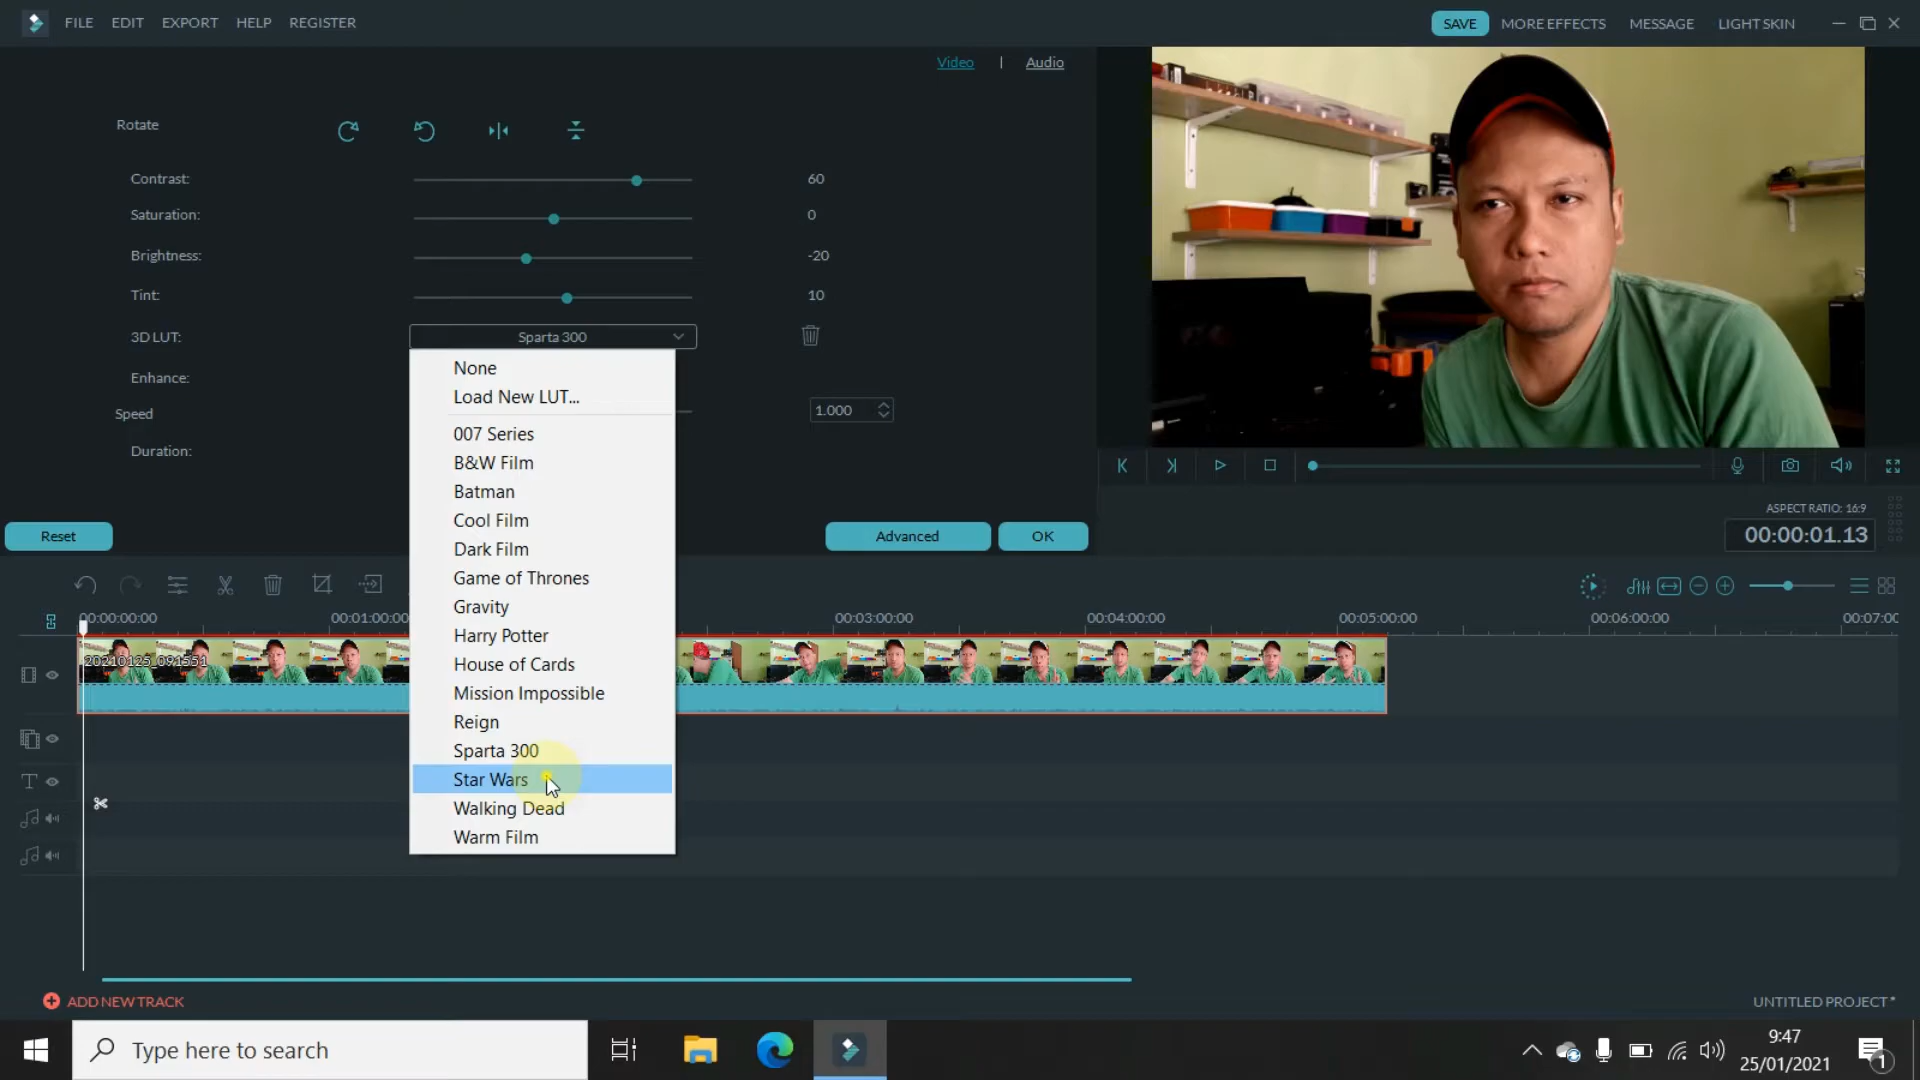 FILE EDIT EXPORT HELP REGISTER SAVE MORE EFFECTS MESSAGE LIGHT SKIN
Video | Audio
Rotate
Contrast: 60
Saturation: 0
Brightness: -20
Tint: 10
3D LUT: Sparta 300
Enhance:
Speed 1.000
Duration:
None
Load New LUT...
007 Series
B&W Film
Batman
Cool Film
Dark Film
Game of Thrones
Gravity
Harry Potter
House of Cards
Mission Impossible
Reign
Sparta 300
Star Wars
Walking Dead
Warm Film
Reset Advanced OK
ASPECT RATIO: 16:9
00:00:01.13
00:00:00:00 00:01:00:00 00:03:00:00 00:04:00:00 00:05:00:00 00:06:00:00 00:07:00
20210125_091551
ADD NEW TRACK UNTITLED PROJECT*
Type here to search
9:47
25/01/2021
1